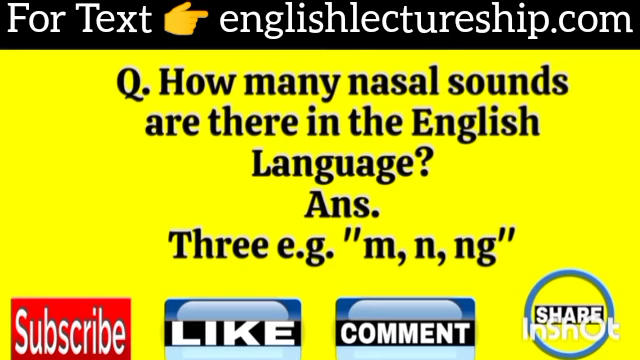 For Text 👉 englishlectureship.com
Q. How many nasal sounds
are there in the English
Language?
Ans.
Three e.g. "m, n, ng"
Subscribe
LIKE
COMMENT
SHARE
InShOt